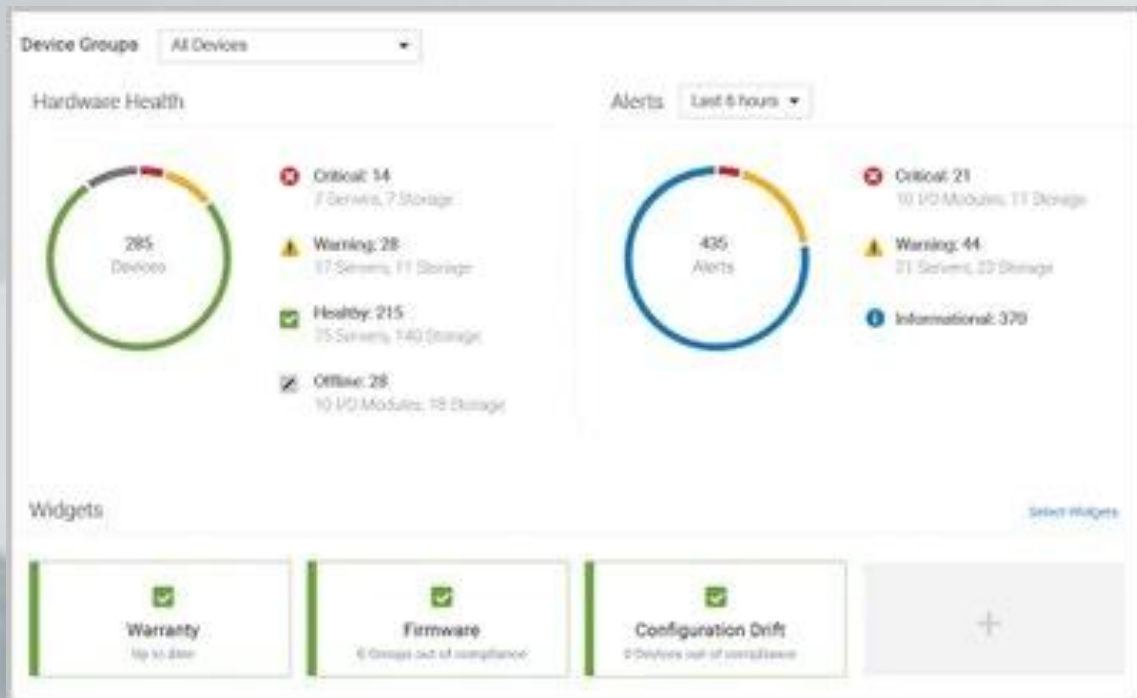 Device Groups All Devices
Hardware Health
285
Devices
Critical: 14
7 Servers, 7 Storage
Warning: 28
17 Servers, 11 Storage
Healthy: 215
75 Servers, 140 Storage
Offline: 28
10 I/O Modules, 18 Storage
Alerts Last 6 hours
435
Alerts
Critical: 21
10 I/O Modules, 11 Storage
Warning: 44
21 Servers, 23 Storage
Informational: 370
Widgets
Select Widgets
Warranty
Up to date
Firmware
0 Groups out of compliance
Configuration Drift
0 Devices out of compliance